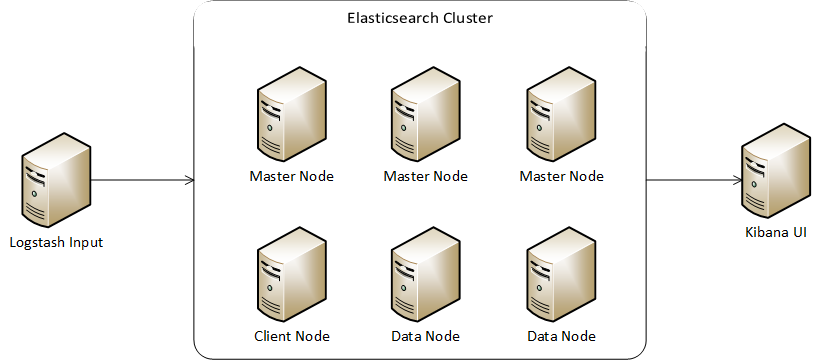 Elasticsearch Cluster
Master Node
Master Node
Master Node
Logstash Input
Kibana UI
Client Node
Data Node
Data Node